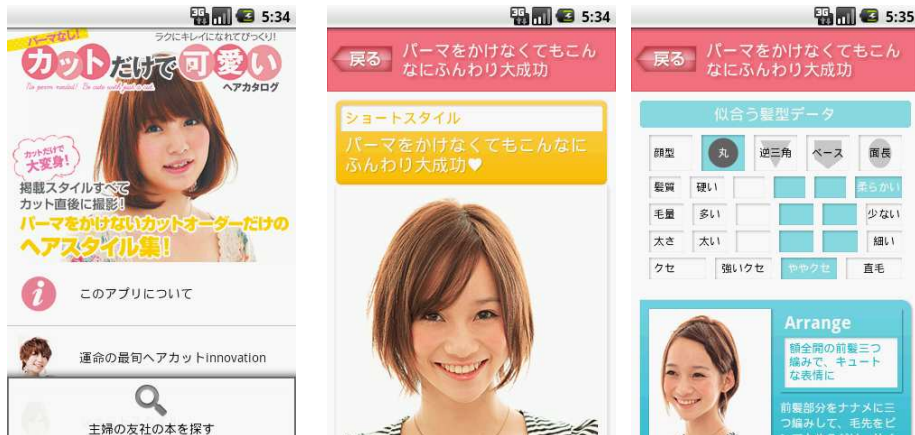 3G 5:34
パーマなし!
ラクにキレイになれてびっくり!
カットだけで可愛い
No perm needed! Be cute with just a cut.
ヘアカタログ
カットだけで
大変身!
掲載スタイルすべて
カット直後に撮影!
パーマをかけないカットオーダーだけの
ヘアスタイル集!
i
このアプリについて
運命の最旬ヘアカットinnovation
主婦の友社の本を探す
3G 5:34
戻る
パーマをかけなくてもこん
なにふんわり大成功
ショートスタイル
パーマをかけなくてもこんなに
ふんわり大成功♥
3G 5:35
戻る
パーマをかけなくてもこん
なにふんわり大成功
似合う髪型データ
顔型 丸 逆三角 ベース 面長
髪質 硬い 柔らかい
毛量 多い 少ない
太さ 太い 細い
クセ 強いクセ ややクセ 直毛
Arrange
額全開の前髪三つ
編みで、キュート
な表情に
前髪部分をナナメに三
つ編みして、毛先をピ